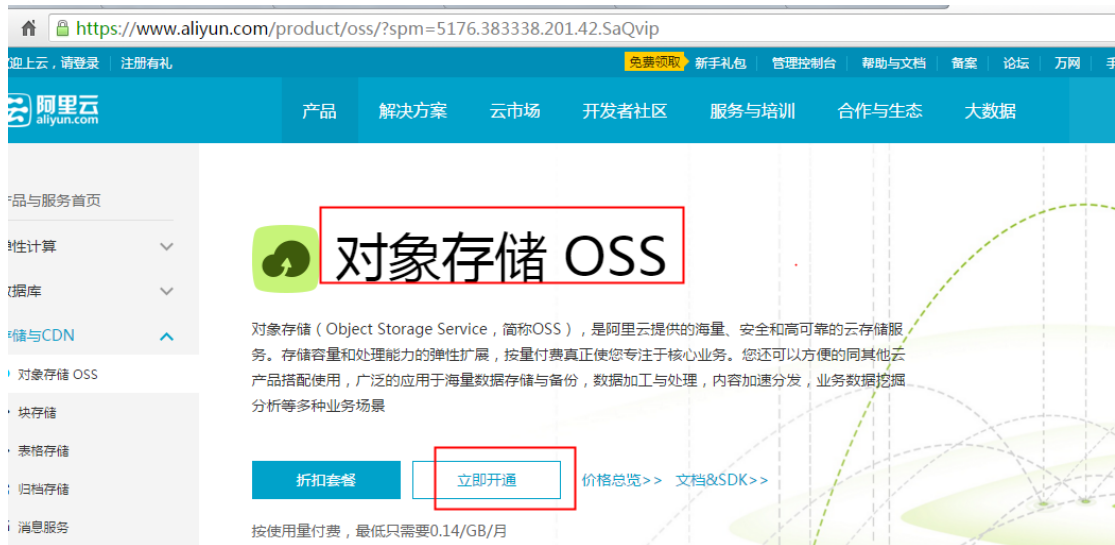 https://www.aliyun.com/product/oss/?spm=5176.383338.201.42.SaQvip
迎上云，请登录 注册有礼 免费领取 新手礼包 管理控制台 帮助与文档 备案 论坛 万网
阿里云
aliyun.com
产品 解决方案 云市场 开发者社区 服务与培训 合作与生态 大数据
品与服务首页
性计算
据库
储与CDN
对象存储 OSS
块存储
表格存储
归档存储
消息服务
对象存储 OSS
对象存储（Object Storage Service，简称OSS），是阿里云提供的海量、安全和高可靠的云存储服
务。存储容量和处理能力的弹性扩展，按量付费真正使您专注于核心业务。您还可以方便的同其他云
产品搭配使用，广泛的应用于海量数据存储与备份，数据加工与处理，内容加速分发，业务数据挖掘
分析等多种业务场景
折扣套餐 立即开通 价格总览>> 文档&SDK>>
按使用量付费，最低只需要0.14/GB/月